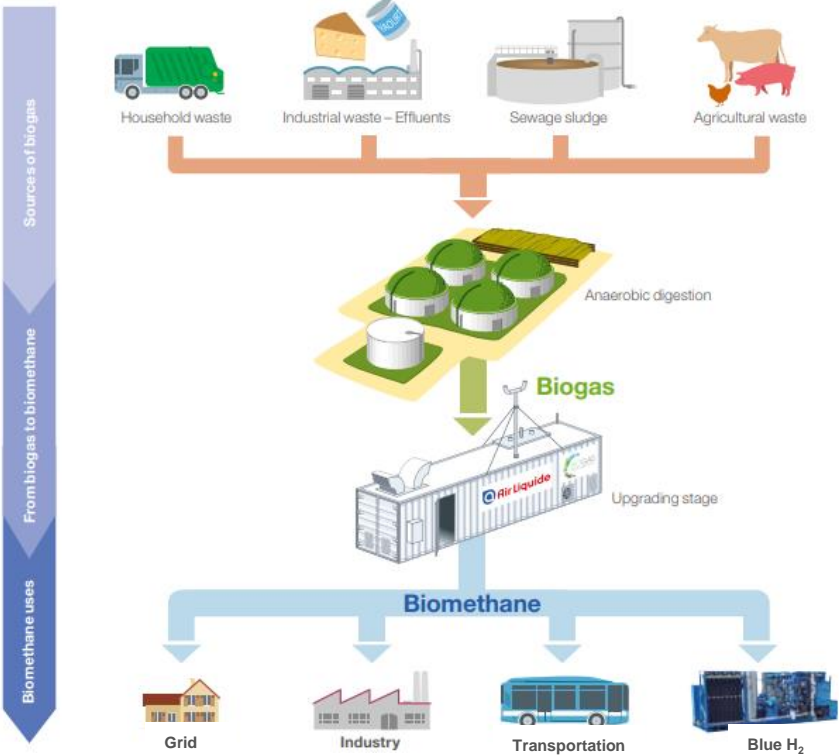 YAOURT
Household waste
Industrial waste – Effluents
Sewage sludge
Agricultural waste
Sources of biogas
Anaerobic digestion
From biogas to biomethane
Biogas
Air Liquide
Upgrading stage
Biomethane uses
Biomethane
Grid
Industry
Transportation
Blue H₂